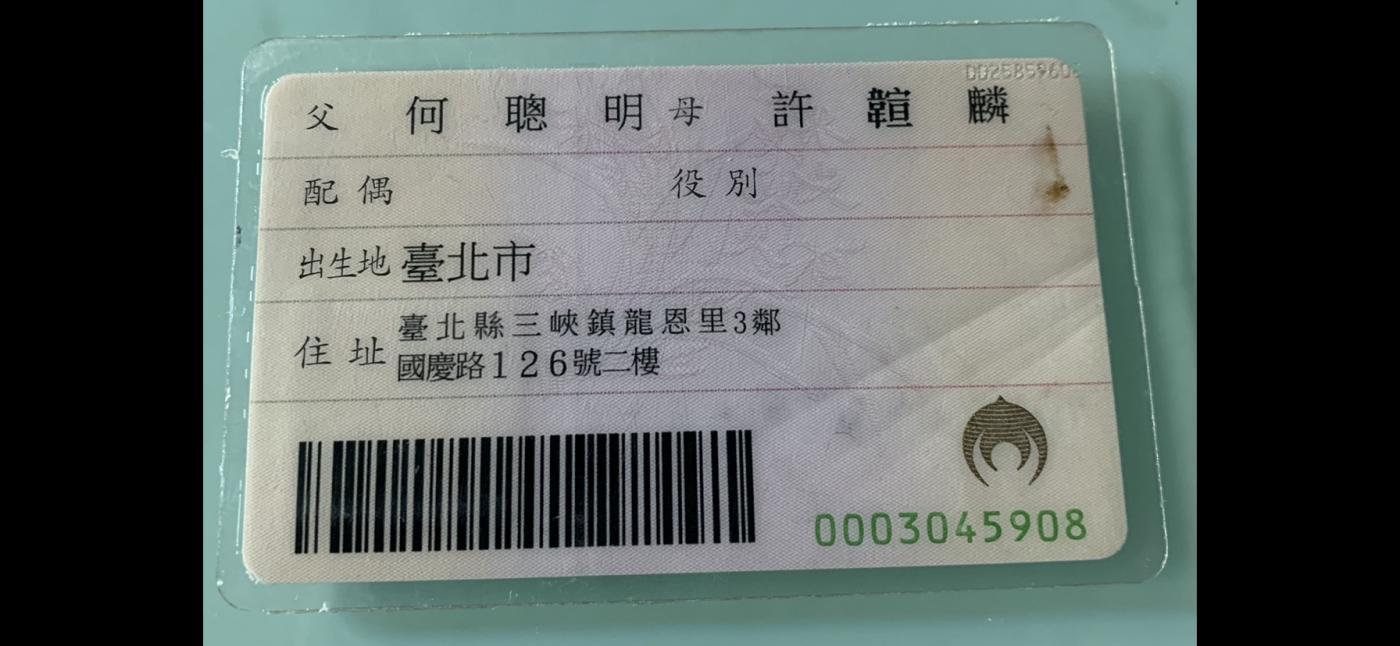 父 何聰明 母 許韹麟
配偶 役別
出生地 臺北市
住址 臺北縣三峽鎮龍恩里3鄰
國慶路126號二樓
0003045908